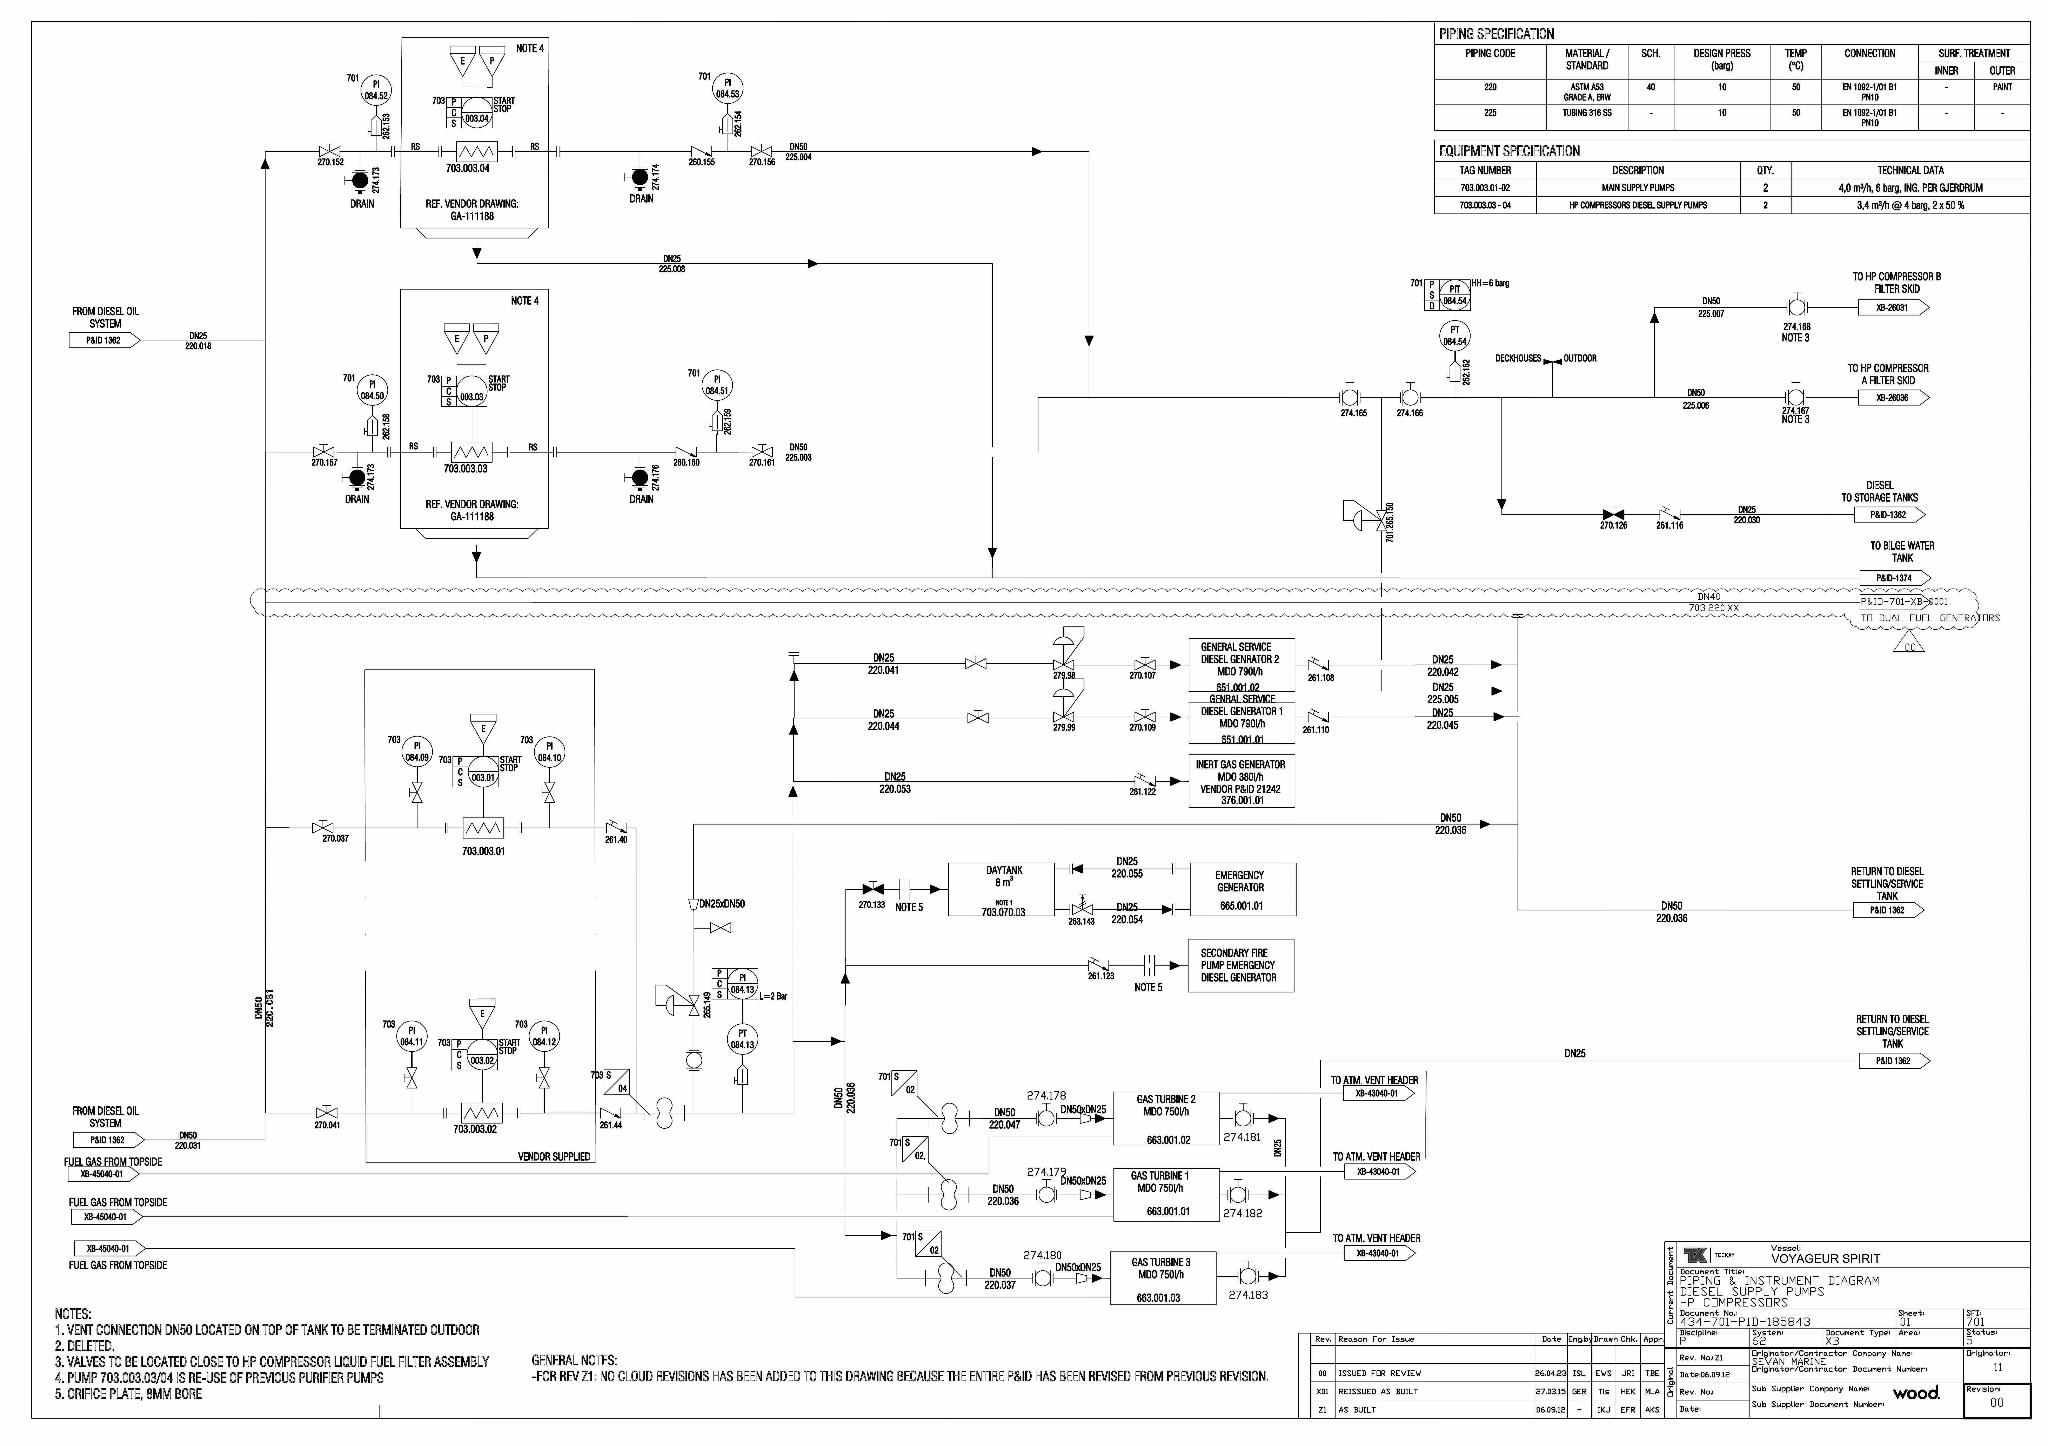 PIPING SPECIFICATION
PIPING CODE
MATERIAL /
STANDARD
SCH.
DESIGN PRESS
(barg)
TEMP
(°C)
CONNECTION
SURF. TREATMENT
INNER
OUTER
220
ASTM A53
GRADE A, ERW
40
10
50
EN 1092-1/01 B1
PN10
-
PAINT
225
TUBING 316 SS
-
10
50
EN 1092-1/01 B1
PN10
-
-
EQUIPMENT SPECIFICATION
TAG NUMBER
DESCRIPTION
QTY.
TECHNICAL DATA
703.003.01-02
MAIN SUPPLY PUMPS
2
4,0 m³/h, 6 barg, ING. PER GJERDRUM
703.003.03 - 04
HP COMPRESSORS DIESEL SUPPLY PUMPS
2
3,4 m³/h @ 4 barg, 2 x 50 %
NOTE 4
E
P
701
PI
084.52
262.153
703
P
C
S
003.04
START
STOP
701
PI
084.53
262.154
270.152
RS
703.003.04
RS
260.155
270.156
DN50
225.004
274.173
DRAIN
274.174
DRAIN
REF. VENDOR DRAWING:
GA-111188
DN25
225.008
NOTE 4
E
P
FROM DIESEL OIL
SYSTEM
P&ID 1362
DN25
220.018
701
PI
084.50
262.158
703
P
C
S
003.03
START
STOP
701
PI
084.51
262.159
270.157
RS
703.003.03
RS
260.160
270.161
DN50
225.003
274.173
DRAIN
274.176
DRAIN
REF. VENDOR DRAWING:
GA-111188
701
P
S
D
PIT
084.54
HH=6 barg
PT
084.54
262.162
DECKHOUSES
OUTDOOR
274.165
274.166
DN50
225.007
274.168
NOTE 3
TO HP COMPRESSOR B
FILTER SKID
XB-26031
DN50
225.006
274.167
NOTE 3
TO HP COMPRESSOR
A FILTER SKID
XB-26036
701.265.150
270.126
261.116
DN25
220.030
DIESEL
TO STORAGE TANKS
P&ID-1362
TO BILGE WATER
TANK
P&ID-1374
DN40
703.220.XX
P&ID-701-XB-0001
TO DUAL FUEL GENERATORS
00
DN25
220.041
279.98
270.107
GENERAL SERVICE
DIESEL GENRATOR 2
MDO 790l/h
651.001.02
261.108
DN25
220.042
DN25
225.005
DN25
220.044
279.99
270.109
GENRAL SERVICE
DIESEL GENERATOR 1
MDO 790l/h
651.001.01
261.110
DN25
220.045
DN25
220.053
261.122
INERT GAS GENERATOR
MDO 380l/h
VENDOR P&ID 21242
376.001.01
DN50
220.036
E
703
PI
084.09
703
P
C
S
003.01
START
STOP
703
PI
084.10
270.037
703.003.01
261.40
DN25xDN50
270.133
NOTE 5
DAYTANK
8 m³
NOTE 1
703.070.03
DN25
220.055
263.143
DN25
220.054
EMERGENCY
GENERATOR
665.001.01
261.123
NOTE 5
SECONDARY FIRE
PUMP EMERGENCY
DIESEL GENERATOR
RETURN TO DIESEL
SETTLING/SERVICE
TANK
P&ID 1362
DN50
220.036
DN50
E
703
PI
084.11
703
P
C
S
003.02
START
STOP
703
PI
084.12
703 S
04
265.149
P
C
S
PI
084.13
L=2 Bar
PT
084.13
FROM DIESEL OIL
SYSTEM
P&ID 1362
DN50
220.031
270.041
703.003.02
261.44
VENDOR SUPPLIED
DN50
220.036
RETURN TO DIESEL
SETTLING/SERVICE
TANK
P&ID 1362
DN25
701 S
02
DN50
220.047
274.178
DN50xDN25
GAS TURBINE 2
MDO 750l/h
663.001.02
274.181
TO ATM. VENT HEADER
XB-43040-01
DN25
FUEL GAS FROM TOPSIDE
XB-45040-01
701 S
02.
DN50
220.036
274.179
DN50xDN25
GAS TURBINE 1
MDO 750l/h
663.001.01
274.182
TO ATM. VENT HEADER
XB-43040-01
FUEL GAS FROM TOPSIDE
XB-45040-01
701 S
02
DN50
220.037
274.180
DN50xDN25
GAS TURBINE 3
MDO 750l/h
663.001.03
274.183
TO ATM. VENT HEADER
XB-43040-01
XB-45040-01
FUEL GAS FROM TOPSIDE
NOTES:
1. VENT CONNECTION DN50 LOCATED ON TOP OF TANK TO BE TERMINATED OUTDOOR
2. DELETED.
3. VALVES TO BE LOCATED CLOSE TO HP COMPRESSOR LIQUID FUEL FILTER ASSEMBLY
4. PUMP 703.003.03/04 IS RE-USE OF PREVIOUS PURIFIER PUMPS
5. ORIFICE PLATE, 8MM BORE
GENERAL NOTES:
-FOR REV Z1: NO CLOUD REVISIONS HAS BEEN ADDED TO THIS DRAWING BECAUSE THE ENTIRE P&ID HAS BEEN REVISED FROM PREVIOUS REVISION.
Rev. Reason For Issue Date Eng.by Drawn Chk. Appr.
00 ISSUED FOR REVIEW 26.04.23 ISL EWS JRI TBE
X01 REISSUED AS BUILT 27.03.15 GER TIs HEK MLA
Z1 AS BUILT 06.09.12 - IKJ EFR AKS
Current Document
TK TEEKAY
Vessel:
VOYAGEUR SPIRIT
Document Title:
PIPING & INSTRUMENT DIAGRAM
DIESEL SUPPLY PUMPS
-P COMPRESSORS
Document No.:
434-701-PID-185843
Sheet:
01
SFI:
701
Discipline:
P
System:
62
Document Type:
X3
Area:
Status:
5
Original
Rev. No: Z1
Date: 06.09.12
Originator/Contractor Company Name:
SEVAN MARINE
Originator/Contractor Document Number:
Originator:
11
Rev. No:
Date:
Sub Supplier Company Name:
Sub Supplier Document Number:
wood.
Revision:
00